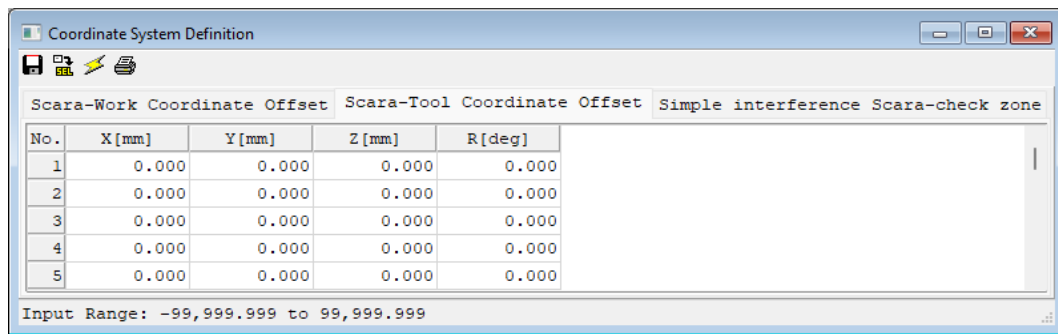 Coordinate System Definition
SEL
Scara-Work Coordinate Offset Scara-Tool Coordinate Offset Simple interference Scara-check zone
No. X[mm] Y[mm] Z[mm] R[deg]
1 0.000 0.000 0.000 0.000
2 0.000 0.000 0.000 0.000
3 0.000 0.000 0.000 0.000
4 0.000 0.000 0.000 0.000
5 0.000 0.000 0.000 0.000
Input Range: -99,999.999 to 99,999.999